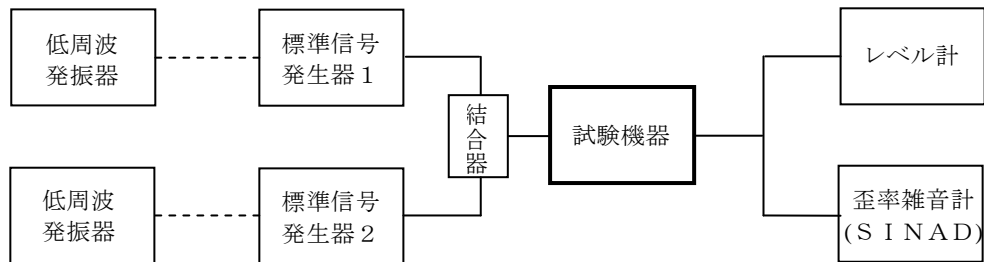 低周波
発振器
標準信号
発生器1
結合器
試験機器
レベル計
低周波
発振器
標準信号
発生器2
歪率雑音計
(SINAD)